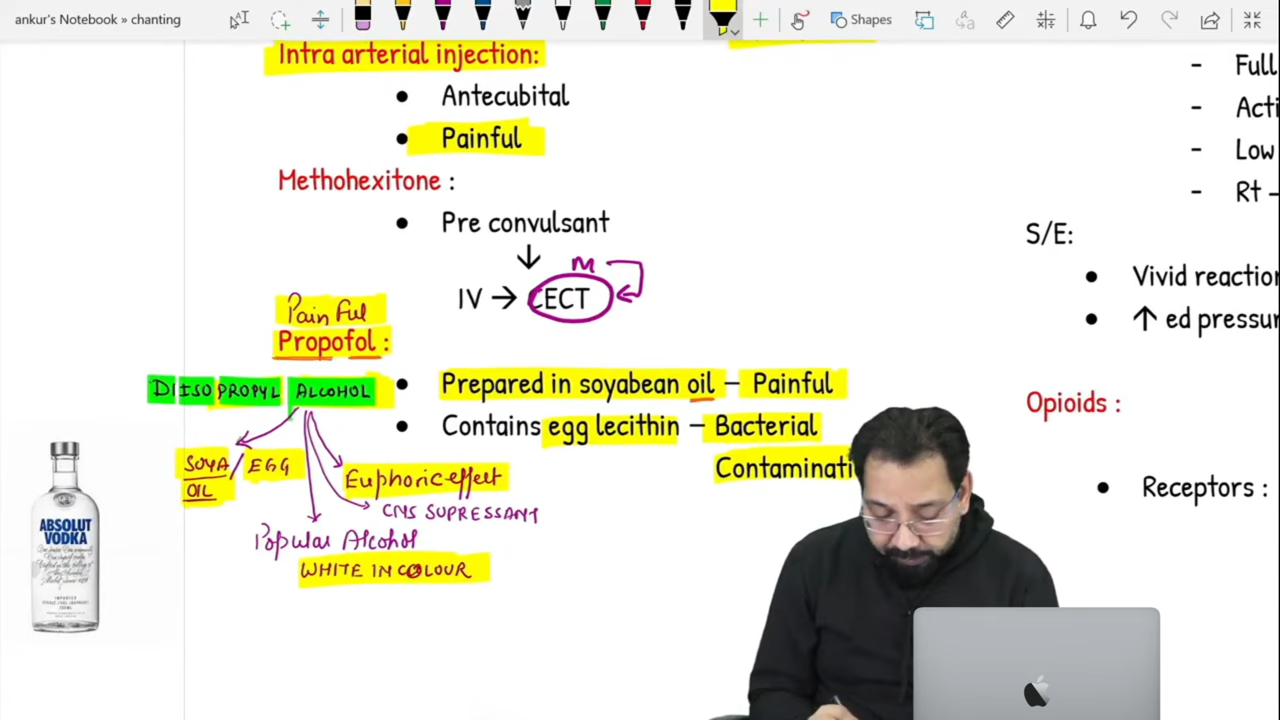 ankur's Notebook » chanting
Shapes
Intra arterial injection:
• Antecubital
• Painful
Methohexitone :
• Pre convulsant
↓
M
IV → CECT
Painful
Propofol :
DIISOPROPYL ALCOHOL
• Prepared in soyabean oil – Painful
• Contains egg lecithin – Bacterial
Contaminati
SOYA / EGG
OIL
Euphoric effect
CNS SUPRESSANT
Popular Alcohol
WHITE IN COLOUR
ABSOLUT
VODKA
- Full
- Acti
- Low
- Rt –
S/E:
• Vivid reaction
• ↑ ed pressur
Opioids :
• Receptors :